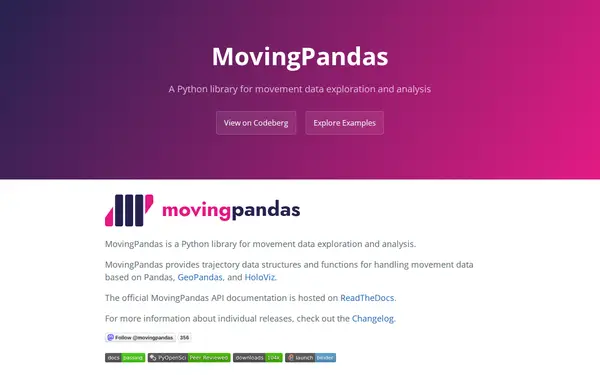 MovingPandas
A Python library for movement data exploration and analysis
View on Codeberg Explore Examples
movingpandas
MovingPandas is a Python library for movement data exploration and analysis.
MovingPandas provides trajectory data structures and functions for handling movement data
based on Pandas, GeoPandas, and HoloViz.
The official MovingPandas API documentation is hosted on ReadTheDocs.
For more information about individual releases, check out the Changelog.
Follow @movingpandas 356
docs passing PyOpenSci Peer Reviewed downloads 104k launch binder